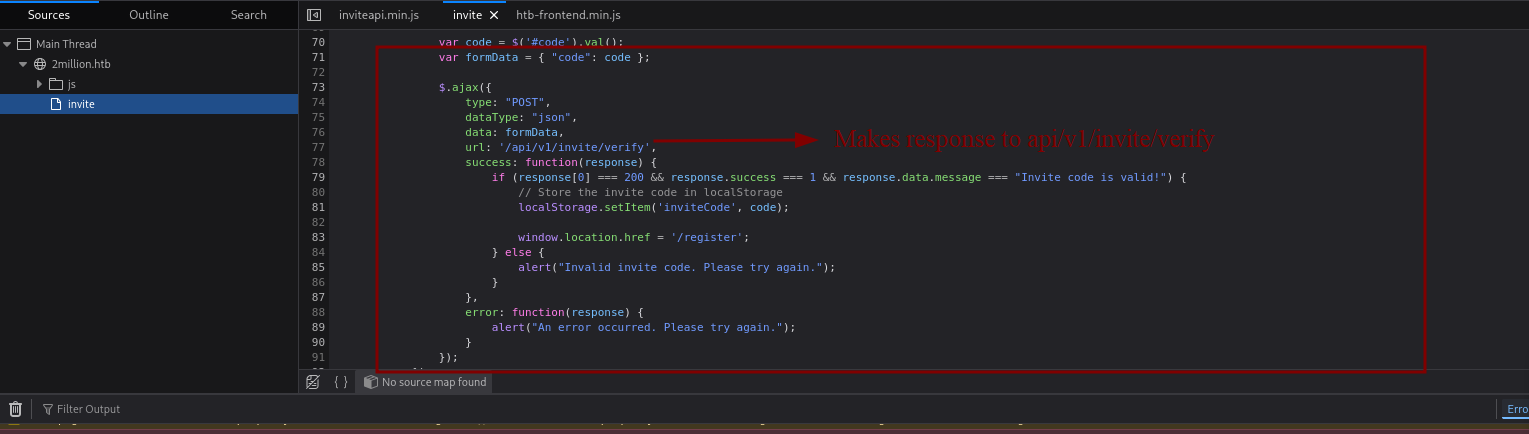 Sources Outline Search
inviteapi.min.js invite htb-frontend.min.js
Main Thread
2million.htb
js
invite
70 var code = $('#code').val();
71 var formData = { "code": code };
72
73 $.ajax({
74 type: "POST",
75 dataType: "json",
76 data: formData,
77 url: '/api/v1/invite/verify',
Makes response to api/v1/invite/verify
78 success: function(response) {
79 if (response[0] === 200 && response.success === 1 && response.data.message === "Invite code is valid!") {
80 // Store the invite code in localStorage
81 localStorage.setItem('inviteCode', code);
82
83 window.location.href = '/register';
84 } else {
85 alert("Invalid invite code. Please try again.");
86 }
87 },
88 error: function(response) {
89 alert("An error occurred. Please try again.");
90 }
91 });
{ } No source map found
Filter Output
Erro